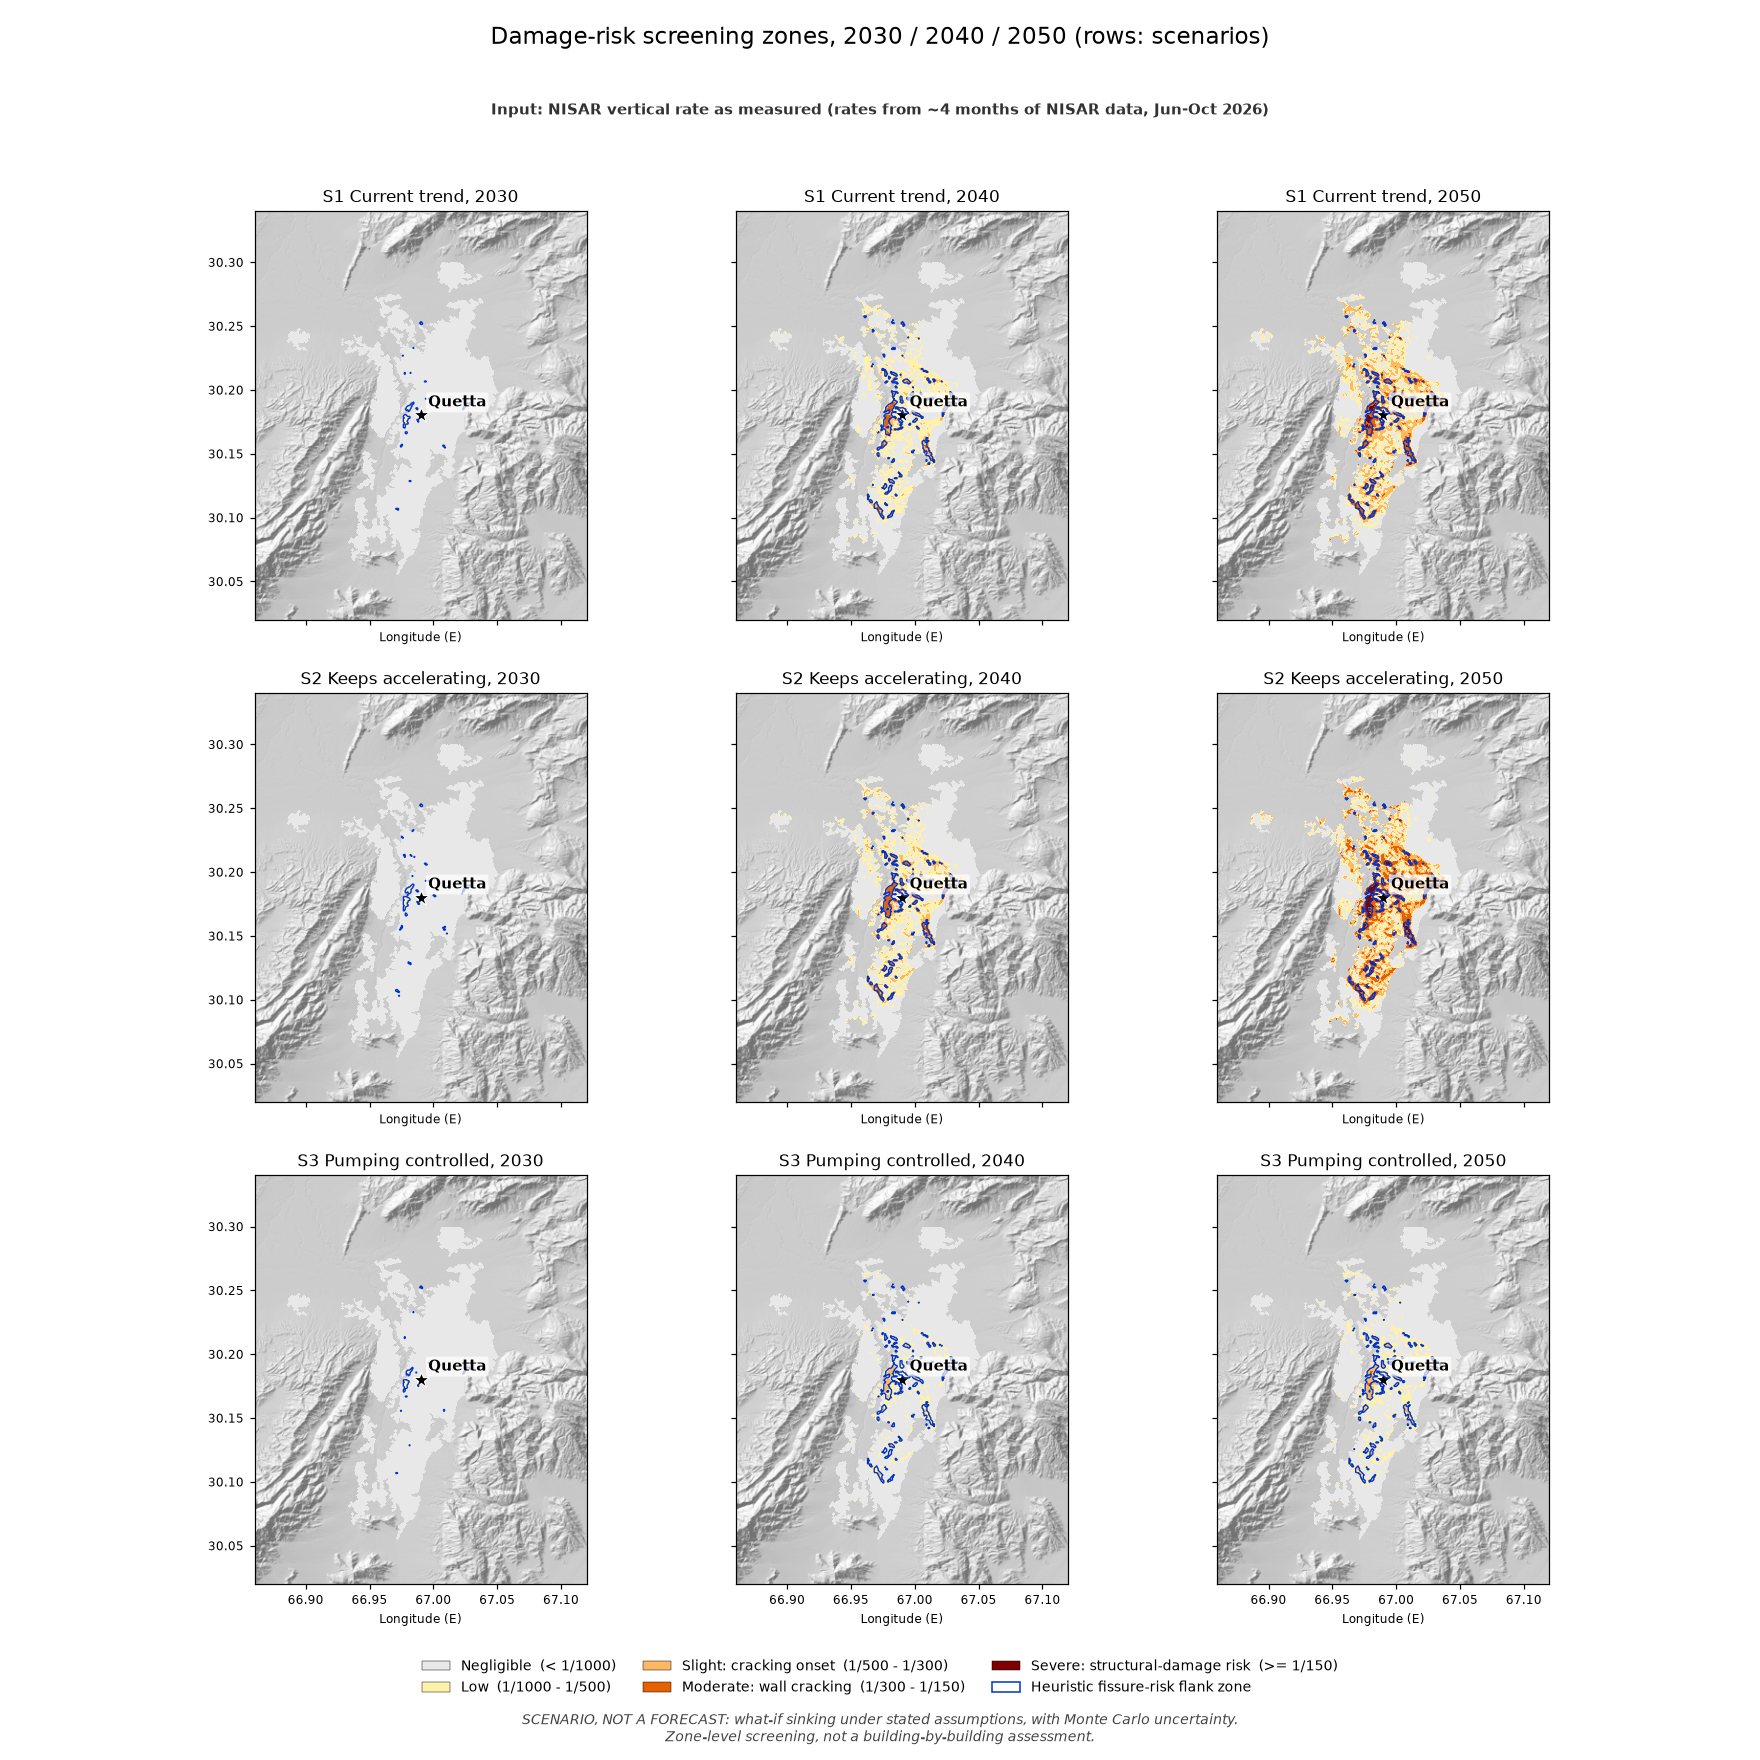 Damage-risk screening zones, 2030 / 2040 / 2050 (rows: scenarios)
Input: NISAR vertical rate as measured (rates from ~4 months of NISAR data, Jun-Oct 2026)
S1 Current trend, 2030
S1 Current trend, 2040
S1 Current trend, 2050
30.30
30.25
30.20
30.15
30.10
30.05
Quetta
Quetta
Quetta
Longitude (E)
Longitude (E)
Longitude (E)
S2 Keeps accelerating, 2030
S2 Keeps accelerating, 2040
S2 Keeps accelerating, 2050
30.30
30.25
30.20
30.15
30.10
30.05
Quetta
Quetta
Quetta
Longitude (E)
Longitude (E)
Longitude (E)
S3 Pumping controlled, 2030
S3 Pumping controlled, 2040
S3 Pumping controlled, 2050
30.30
30.25
30.20
30.15
30.10
30.05
Quetta
Quetta
Quetta
66.90 66.95 67.00 67.05 67.10
66.90 66.95 67.00 67.05 67.10
66.90 66.95 67.00 67.05 67.10
Longitude (E)
Longitude (E)
Longitude (E)
Negligible (< 1/1000)
Low (1/1000 - 1/500)
Slight: cracking onset (1/500 - 1/300)
Moderate: wall cracking (1/300 - 1/150)
Severe: structural-damage risk (>= 1/150)
Heuristic fissure-risk flank zone
SCENARIO, NOT A FORECAST: what-if sinking under stated assumptions, with Monte Carlo uncertainty.
Zone-level screening, not a building-by-building assessment.